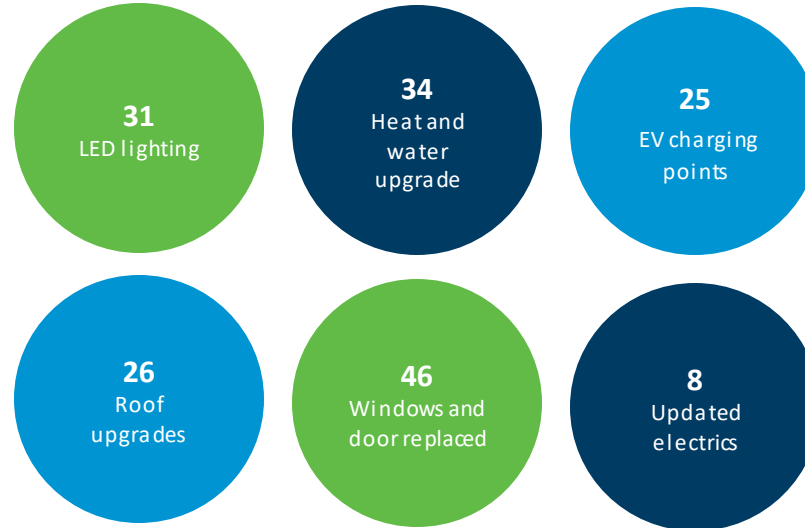 31
LED lighting
34
Heat and
water
upgrade
25
EV charging
points
26
Roof
upgrades
46
Windows and
door replaced
8
Updated
electrics